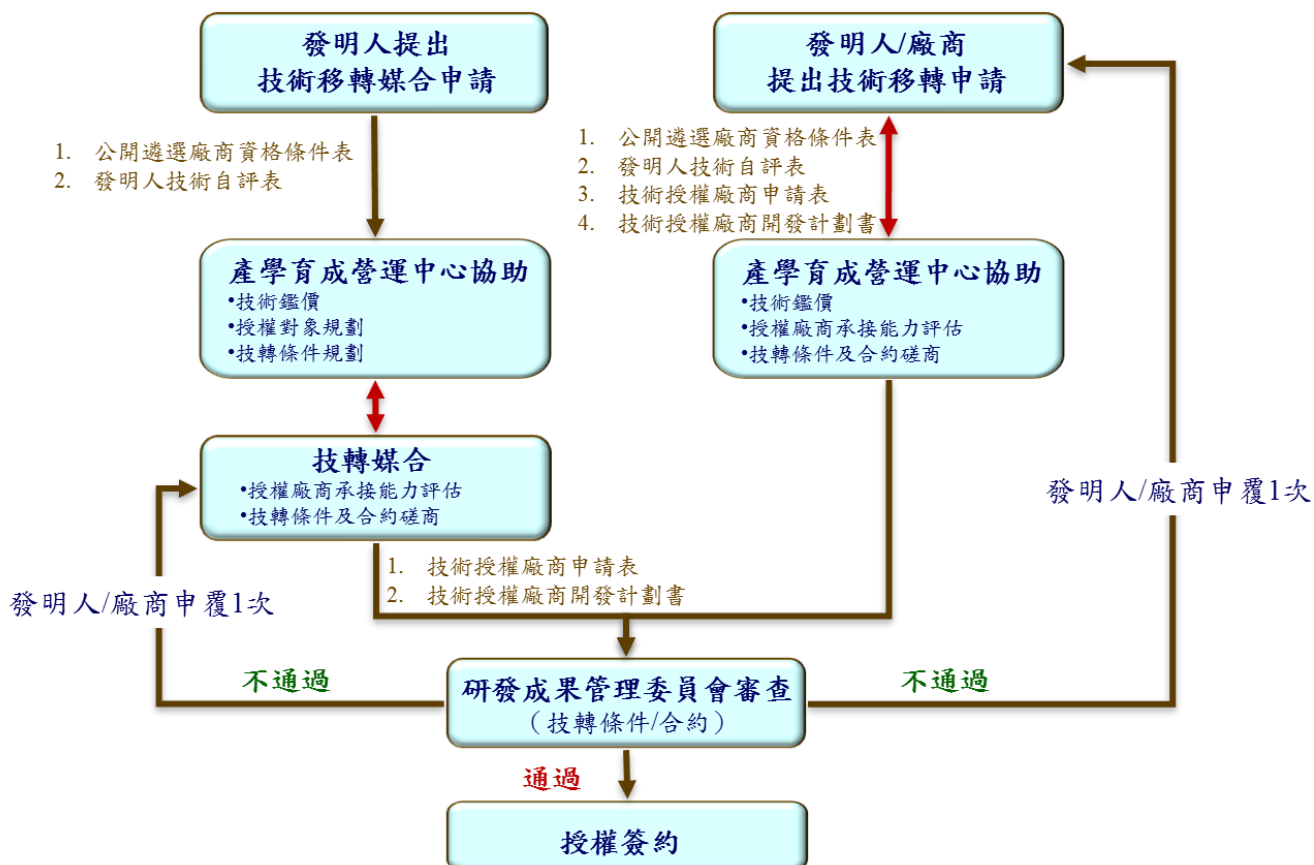 發明人提出
技術移轉媒合申請
1. 公開遴選廠商資格條件表
2. 發明人技術自評表
產學育成營運中心協助
•技術鑑價
•授權對象規劃
•技轉條件規劃
技轉媒合
•授權廠商承接能力評估
•技轉條件及合約磋商
發明人/廠商申覆1次
不通過
發明人/廠商
提出技術移轉申請
1. 公開遴選廠商資格條件表
2. 發明人技術自評表
3. 技術授權廠商申請表
4. 技術授權廠商開發計劃書
產學育成營運中心協助
•技術鑑價
•授權廠商承接能力評估
•技轉條件及合約磋商
發明人/廠商申覆1次
1. 技術授權廠商申請表
2. 技術授權廠商開發計劃書
不通過
研發成果管理委員會審查
（技轉條件/合約）
通過
授權簽約